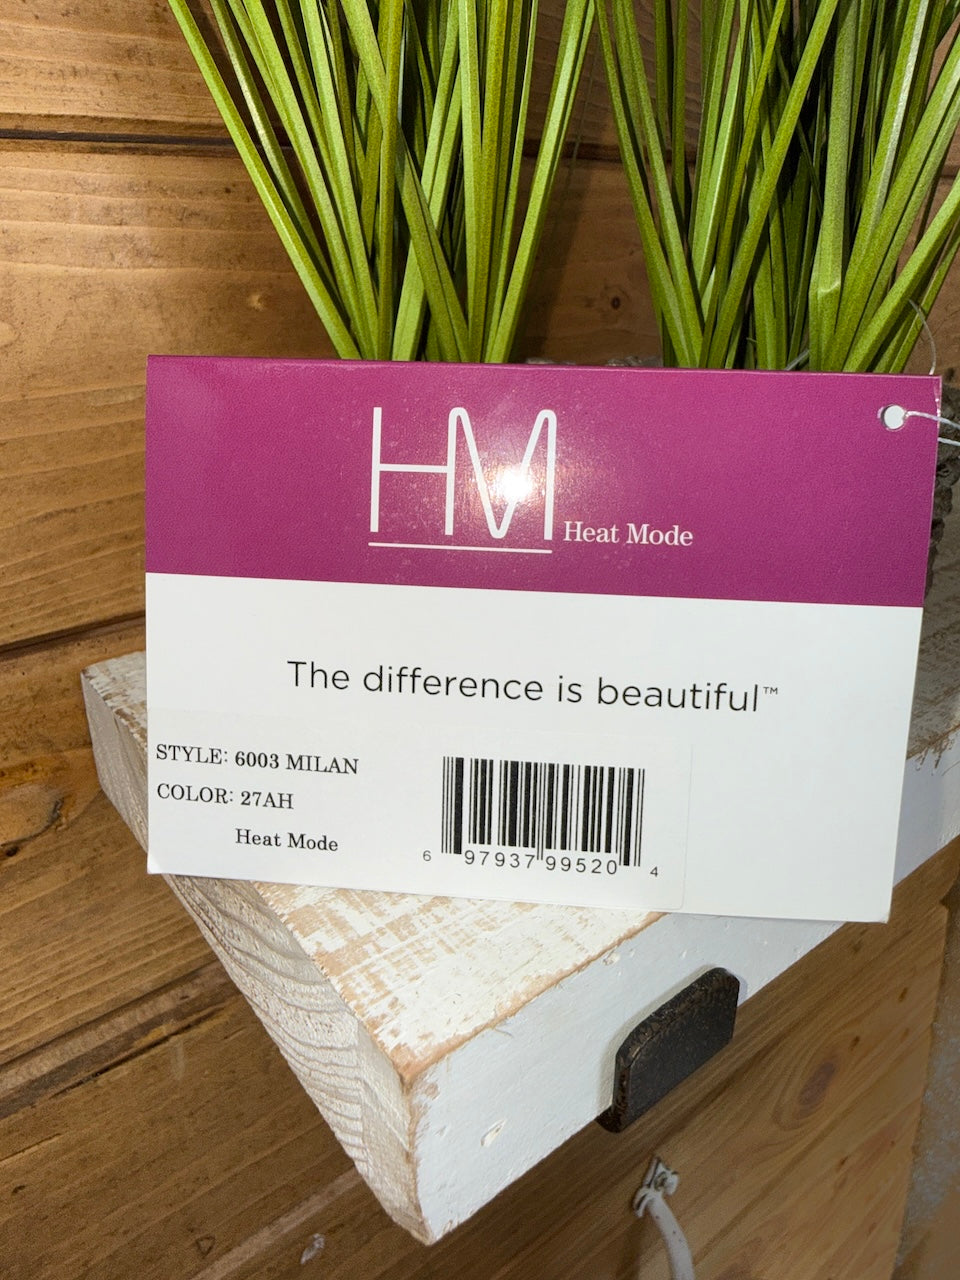 HM Heat Mode
The difference is beautiful™
STYLE: 6003 MILAN
COLOR: 27AH
Heat Mode
6 97937 99520 4